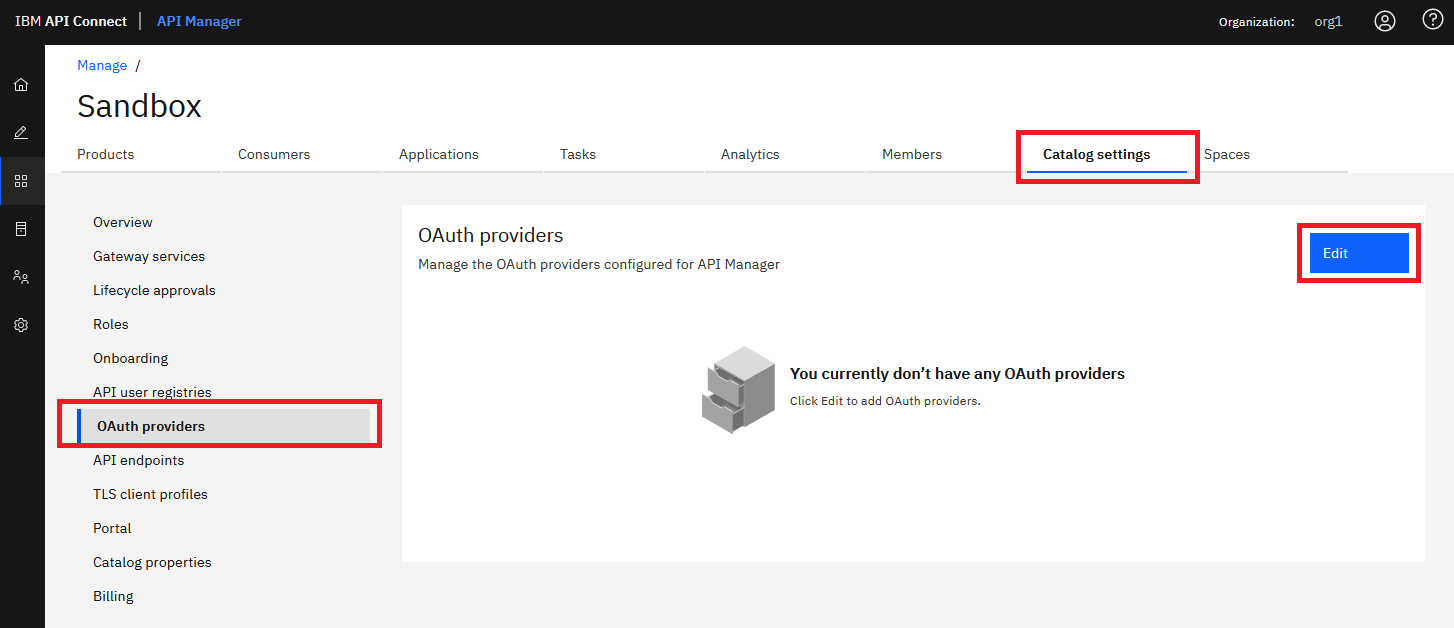 IBM API Connect | API Manager
Organization: org1
Manage /
Sandbox
Products Consumers Applications Tasks Analytics Members Catalog settings Spaces
Overview
Gateway services
Lifecycle approvals
Roles
Onboarding
API user registries
OAuth providers
API endpoints
TLS client profiles
Portal
Catalog properties
Billing
OAuth providers
Manage the OAuth providers configured for API Manager
Edit
You currently don’t have any OAuth providers
Click Edit to add OAuth providers.